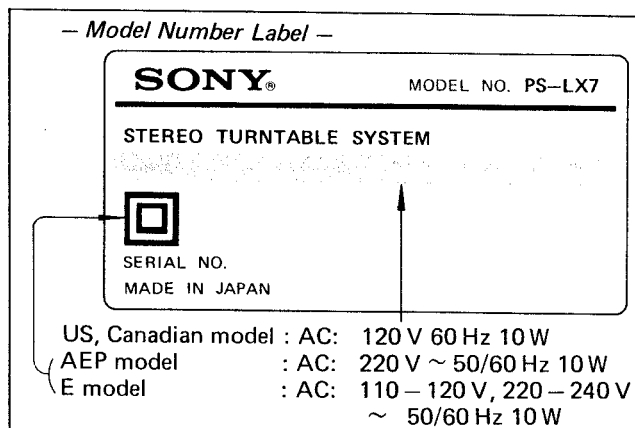 – Model Number Label –
SONY® MODEL NO. PS–LX7
STEREO TURNTABLE SYSTEM
SERIAL NO.
MADE IN JAPAN
US, Canadian model : AC: 120 V 60 Hz 10 W
AEP model : AC: 220 V ~ 50/60 Hz 10 W
E model : AC: 110 – 120 V, 220 – 240 V
~ 50/60 Hz 10 W